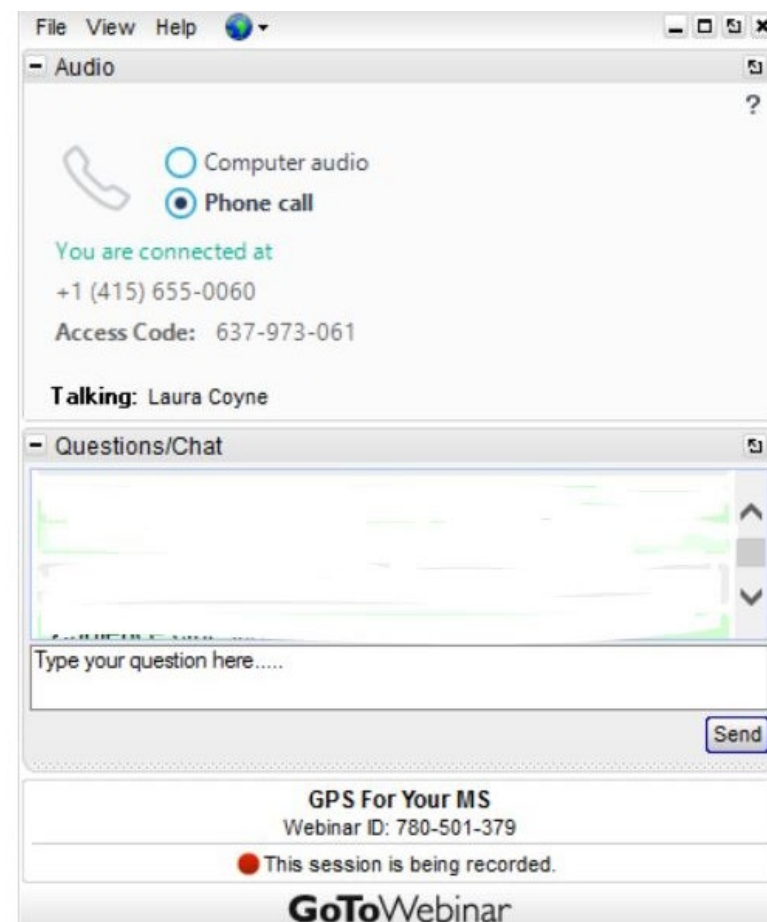 File View Help
Audio
?
Computer audio
Phone call
You are connected at
+1 (415) 655-0060
Access Code: 637-973-061
Talking: Laura Coyne
Questions/Chat
Type your question here.....
Send
GPS For Your MS
Webinar ID: 780-501-379
This session is being recorded.
GoToWebinar